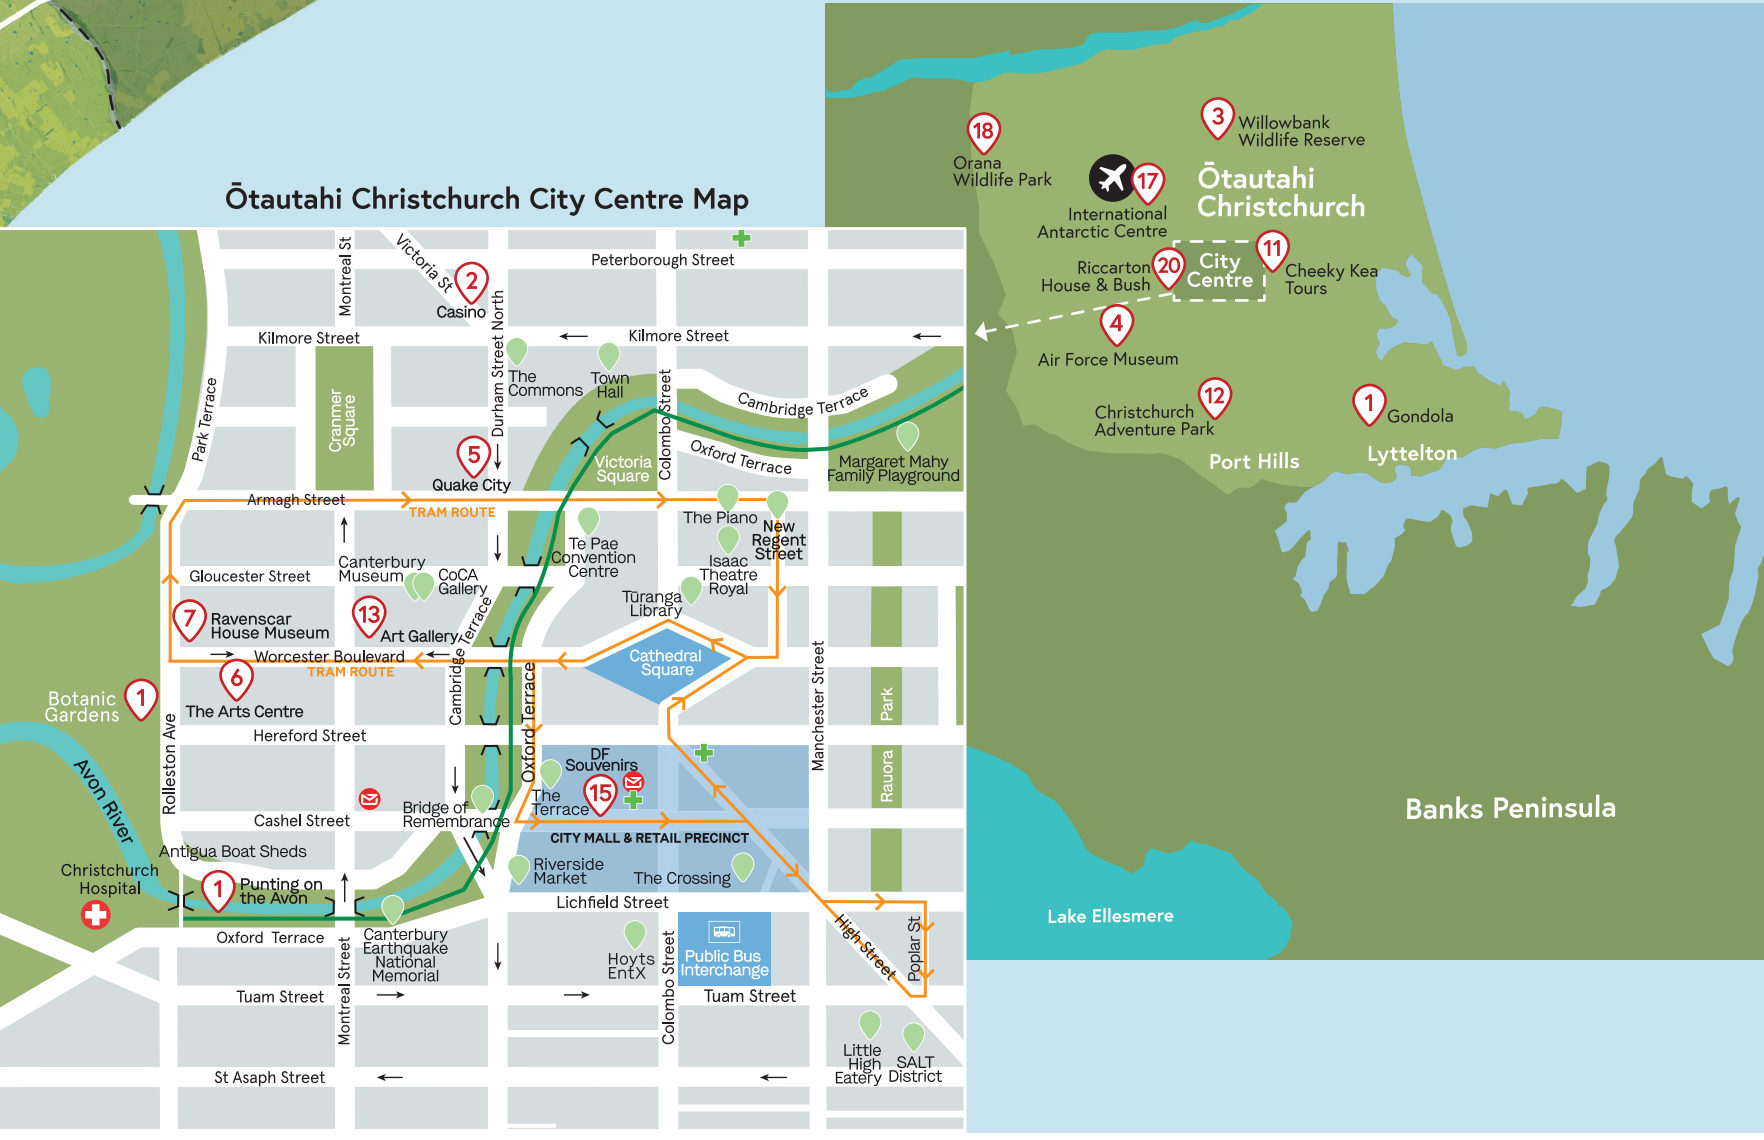 Ōtautahi Christchurch City Centre Map
Montreal St
Victoria St
2
Casino
Peterborough Street
Kilmore Street
Durham Street North
Kilmore Street
Park Terrace
Cranmer
Square
The
Commons
Town
Hall
Colombo Street
Cambridge Terrace
Oxford Terrace
Victoria
Square
Margaret Mahy
Family Playground
5
Quake City
Armagh Street
TRAM ROUTE
The Piano
New
Regent
Street
Te Pae
Convention
Centre
Isaac
Theatre
Royal
Canterbury
Museum
CoCA
Gallery
Gloucester Street
Tūranga
Library
7
Ravenscar
House Museum
13
Art Gallery
Cambridge Terrace
Worcester Boulevard
TRAM ROUTE
Cathedral
Square
Manchester Street
6
The Arts Centre
1
Botanic
Gardens
Rolleston Ave
Hereford Street
Oxford Terrace
Rauora Park
Avon River
DF
Souvenirs
15
The
Terrace
Bridge of
Remembrance
Cashel Street
CITY MALL & RETAIL PRECINCT
Antigua Boat Sheds
Christchurch
Hospital
1
Punting on
the Avon
Riverside
Market
The Crossing
Lichfield Street
Oxford Terrace
Canterbury
Earthquake
National
Memorial
Montreal Street
Hoyts
EntX
Colombo Street
Public Bus
Interchange
High Street
Poplar St
Tuam Street
Tuam Street
Little
High
Eatery
SALT
District
St Asaph Street
18
Orana
Wildlife Park
3
Willowbank
Wildlife Reserve
17
International
Antarctic Centre
Ōtautahi
Christchurch
20
Riccarton
House & Bush
City
Centre
11
Cheeky Kea
Tours
4
Air Force Museum
12
Christchurch
Adventure Park
1
Gondola
Port Hills
Lyttelton
Banks Peninsula
Lake Ellesmere